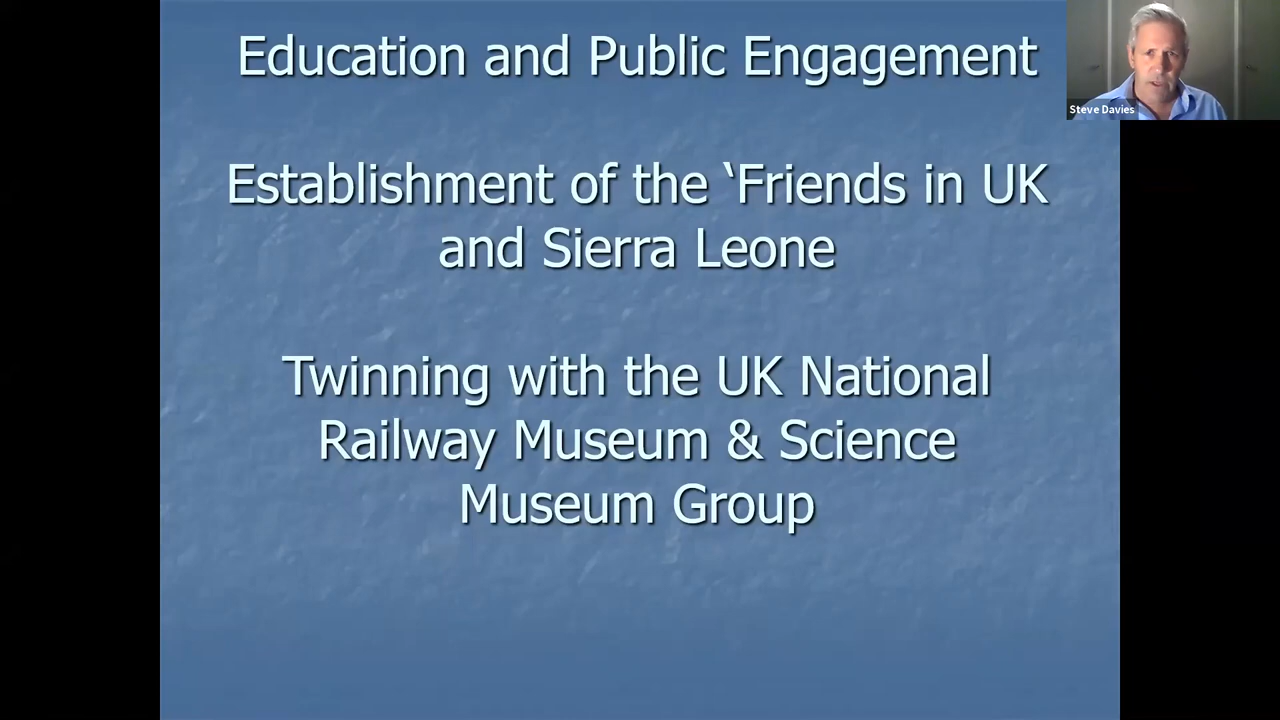 Education and Public Engagement
Establishment of the ‘Friends in UK
and Sierra Leone
Twinning with the UK National
Railway Museum & Science
Museum Group
Steve Davies